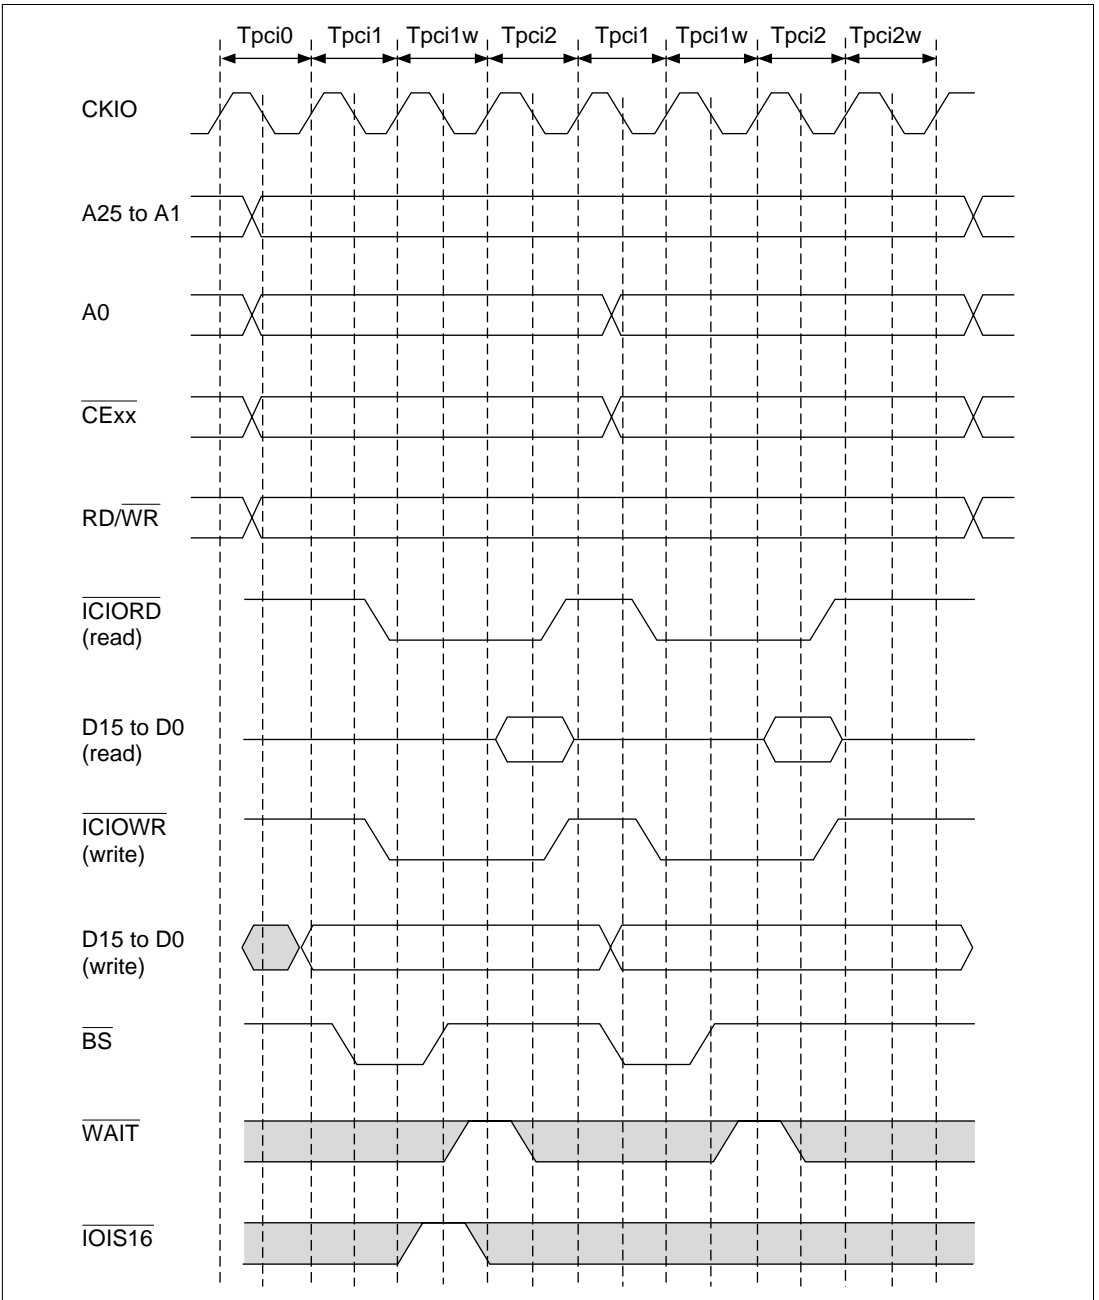 Tpci0 Tpci1 Tpci1w Tpci2 Tpci1 Tpci1w Tpci2 Tpci2w
CKIO
A25 to A1
A0
CExx
RD/WR
ICIORD
(read)
D15 to D0
(read)
ICIOWR
(write)
D15 to D0
(write)
BS
WAIT
IOIS16